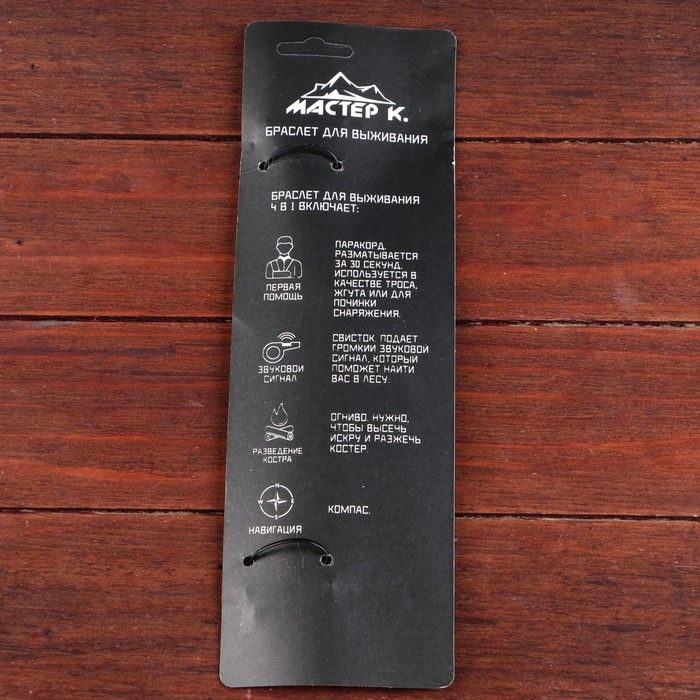 МАСТЕР К.
БРАСЛЕТ ДЛЯ ВЫЖИВАНИЯ
БРАСЛЕТ ДЛЯ ВЫЖИВАНИЯ
4 В 1 ВКЛЮЧАЕТ:
ПЕРВАЯ
ПОМОЩЬ
ПАРАКОРД.
РАЗМАТЫВАЕТСЯ
ЗА 30 СЕКУНД.
ИСПОЛЬЗУЕТСЯ В
КАЧЕСТВЕ ТРОСА,
ЖГУТА ИЛИ ДЛЯ
ПОЧИНКИ
СНАРЯЖЕНИЯ.
ЗВУКОВОЙ
СИГНАЛ
СВИСТОК. ПОДАЕТ
ГРОМКИЙ ЗВУКОВОЙ
СИГНАЛ, КОТОРЫЙ
ПОМОЖЕТ НАЙТИ
ВАС В ЛЕСУ.
РАЗВЕДЕНИЕ
КОСТРА
ОГНИВО. НУЖНО,
ЧТОБЫ ВЫСЕЧЬ
ИСКРУ И РАЗЖЕЧЬ
КОСТЕР.
N
W E
S
НАВИГАЦИЯ
КОМПАС.